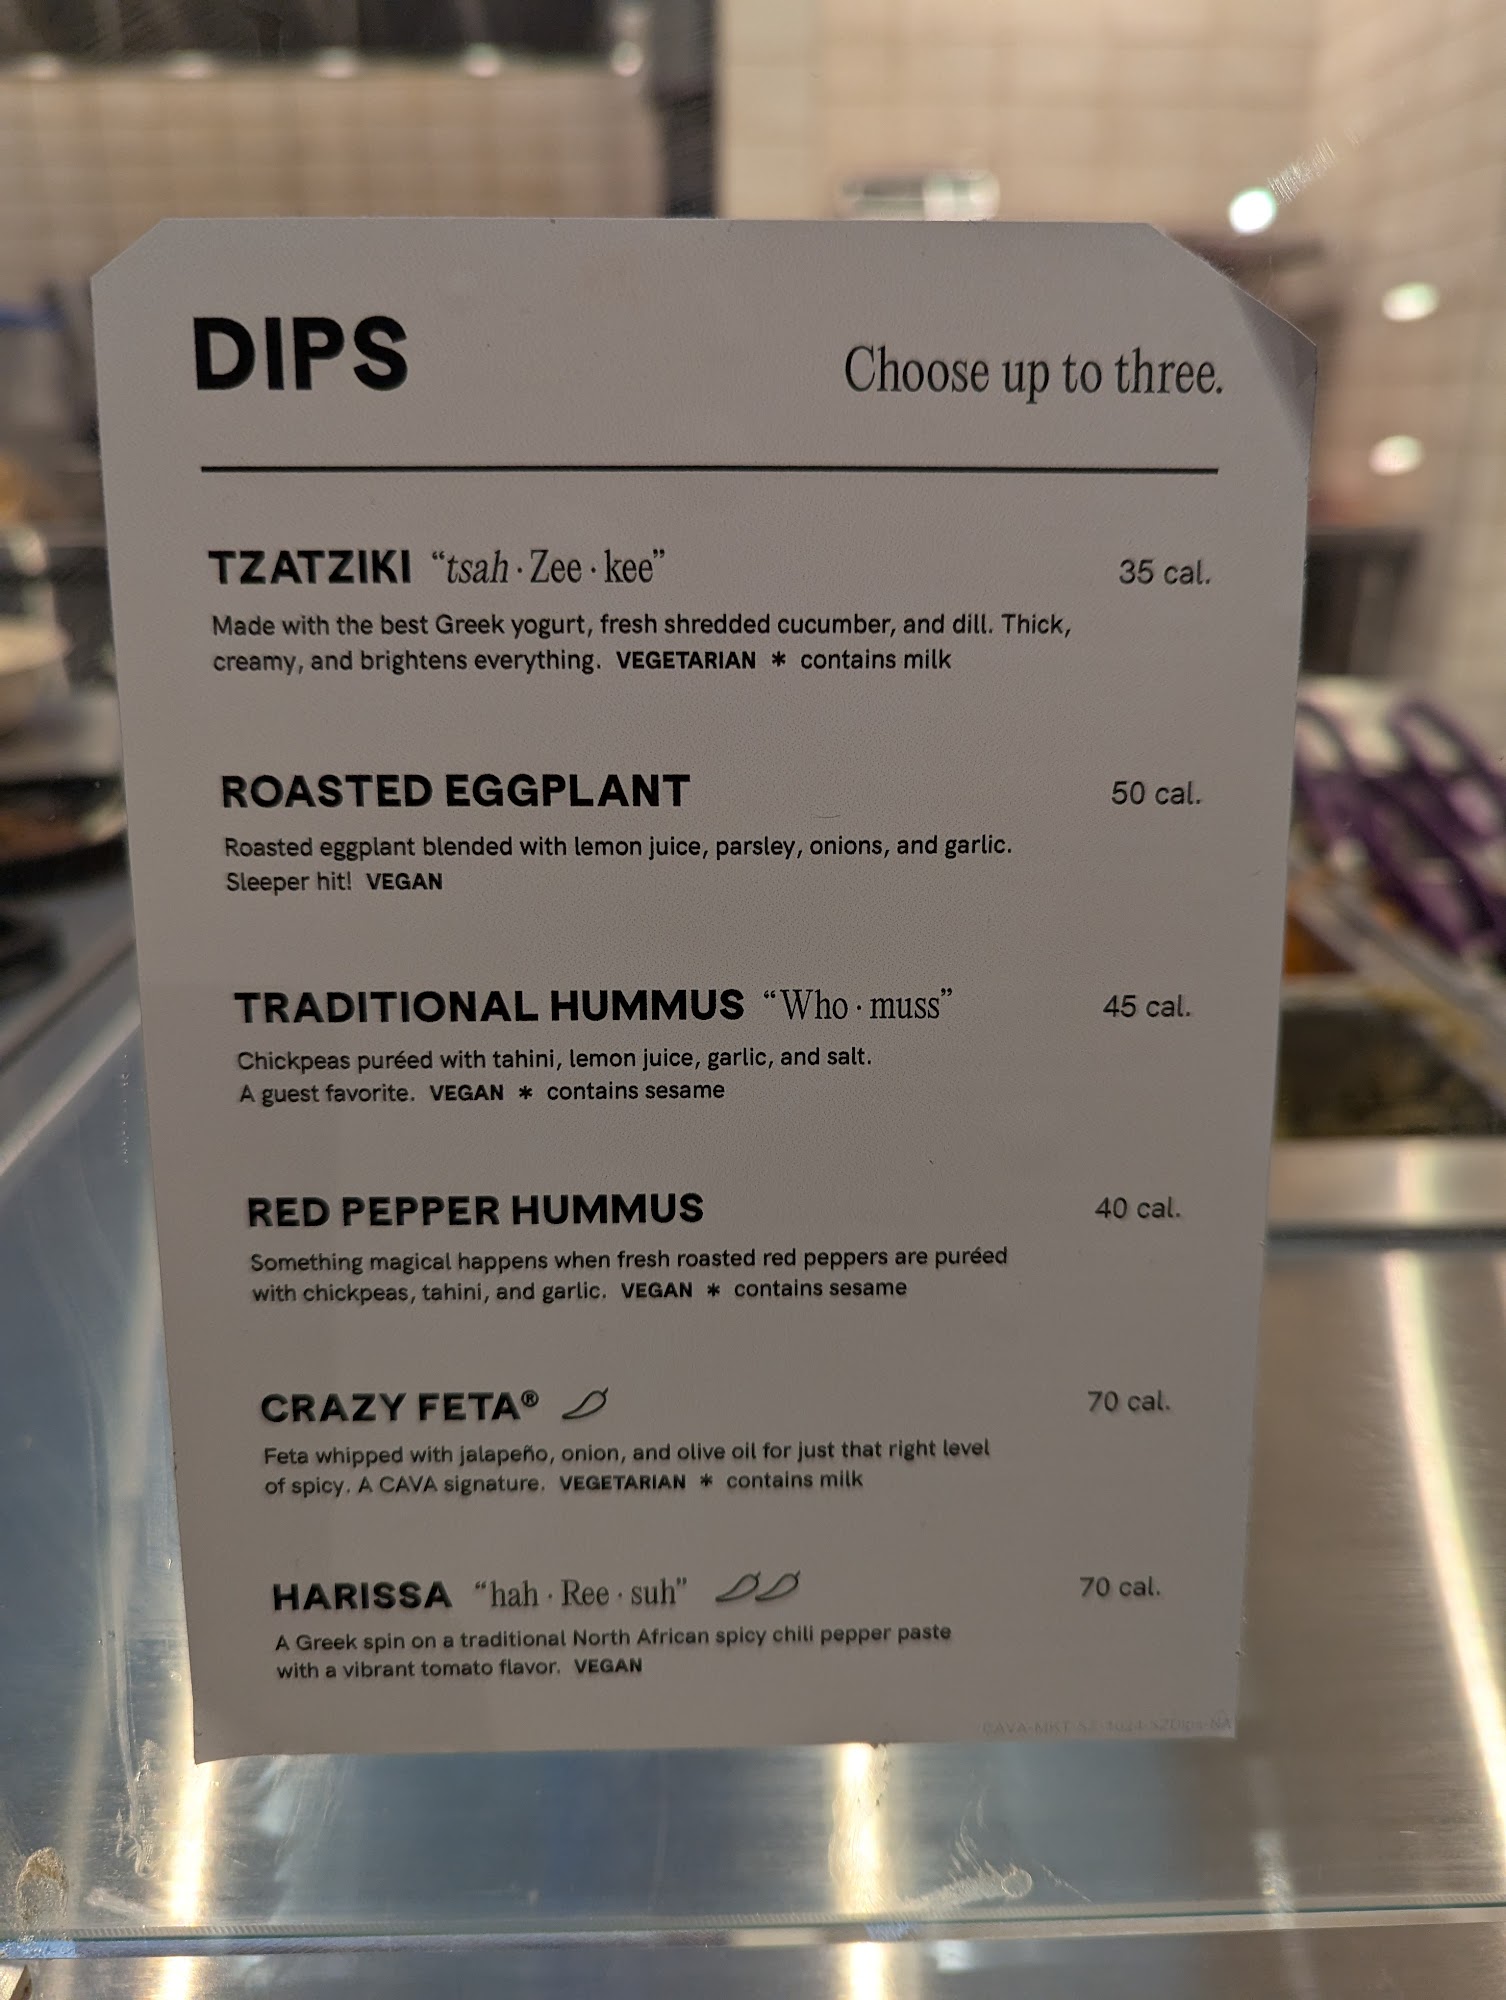 DIPS
Choose up to three.
TZATZIKI “tsah · Zee · kee” 35 cal.
Made with the best Greek yogurt, fresh shredded cucumber, and dill. Thick,
creamy, and brightens everything. VEGETARIAN * contains milk
ROASTED EGGPLANT 50 cal.
Roasted eggplant blended with lemon juice, parsley, onions, and garlic.
Sleeper hit! VEGAN
TRADITIONAL HUMMUS “Who · muss” 45 cal.
Chickpeas puréed with tahini, lemon juice, garlic, and salt.
A guest favorite. VEGAN * contains sesame
RED PEPPER HUMMUS 40 cal.
Something magical happens when fresh roasted red peppers are puréed
with chickpeas, tahini, and garlic. VEGAN * contains sesame
CRAZY FETA® 70 cal.
Feta whipped with jalapeño, onion, and olive oil for just that right level
of spicy. A CAVA signature. VEGETARIAN * contains milk
HARISSA “hah · Ree · suh” 70 cal.
A Greek spin on a traditional North African spicy chili pepper paste
with a vibrant tomato flavor. VEGAN